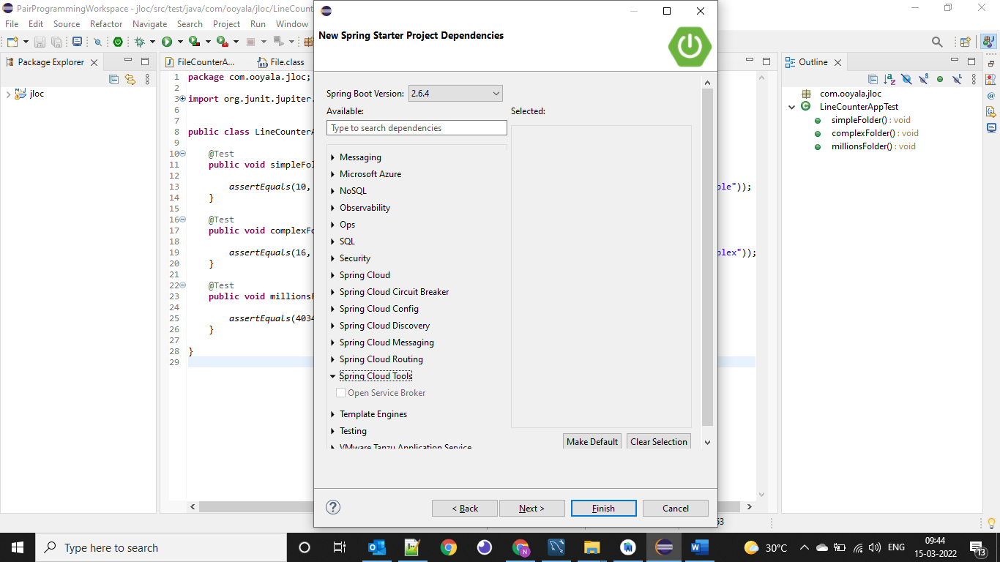 PairProgrammingWorkspace - jloc/src/test/java/com/ooyala/jloc/LineCount
File Edit Source Refactor Navigate Search Project Run Window
Package Explorer
jloc
FileCounterA...
File.class
1 package com.ooyala.jloc;
2
3 import org.junit.jupiter.
6
7
8 public class LineCounterA
9
10 @Test
11 public void simpleFol
12
13 assertEquals(10, ple"));
14 }
15
16 @Test
17 public void complexFo
18
19 assertEquals(16, plex"));
20 }
21
22 @Test
23 public void millionsF
24
25 assertEquals(4034
26 }
27
28 }
29
New Spring Starter Project Dependencies
Spring Boot Version: 2.6.4
Available:
Selected:
Type to search dependencies
Messaging
Microsoft Azure
NoSQL
Observability
Ops
SQL
Security
Spring Cloud
Spring Cloud Circuit Breaker
Spring Cloud Config
Spring Cloud Discovery
Spring Cloud Messaging
Spring Cloud Routing
Spring Cloud Tools
Open Service Broker
Template Engines
Testing
VMware Tanzu Application Service
Make Default
Clear Selection
?
< Back
Next >
Finish
Cancel
Outline
com.ooyala.jloc
LineCounterAppTest
simpleFolder() : void
complexFolder() : void
millionsFolder() : void
Type here to search
30°C
ENG
09:44
15-03-2022
13